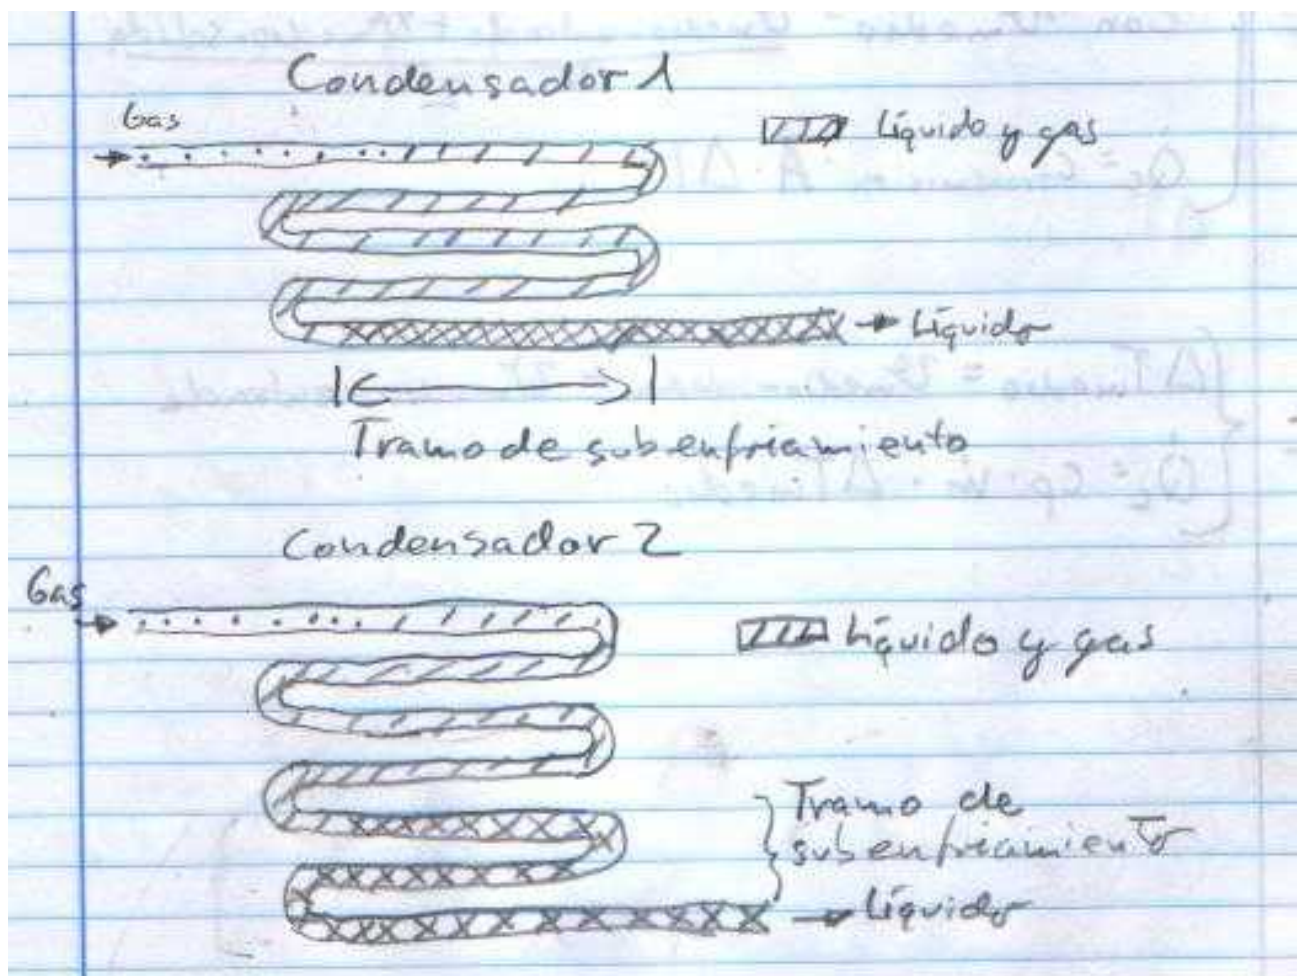 Condensador 1
Gas
Líquido y gas
Líquido
Tramo de subenfriamiento
Condensador 2
Gas
Líquido y gas
Tramo de
subenfriamiento
Líquido